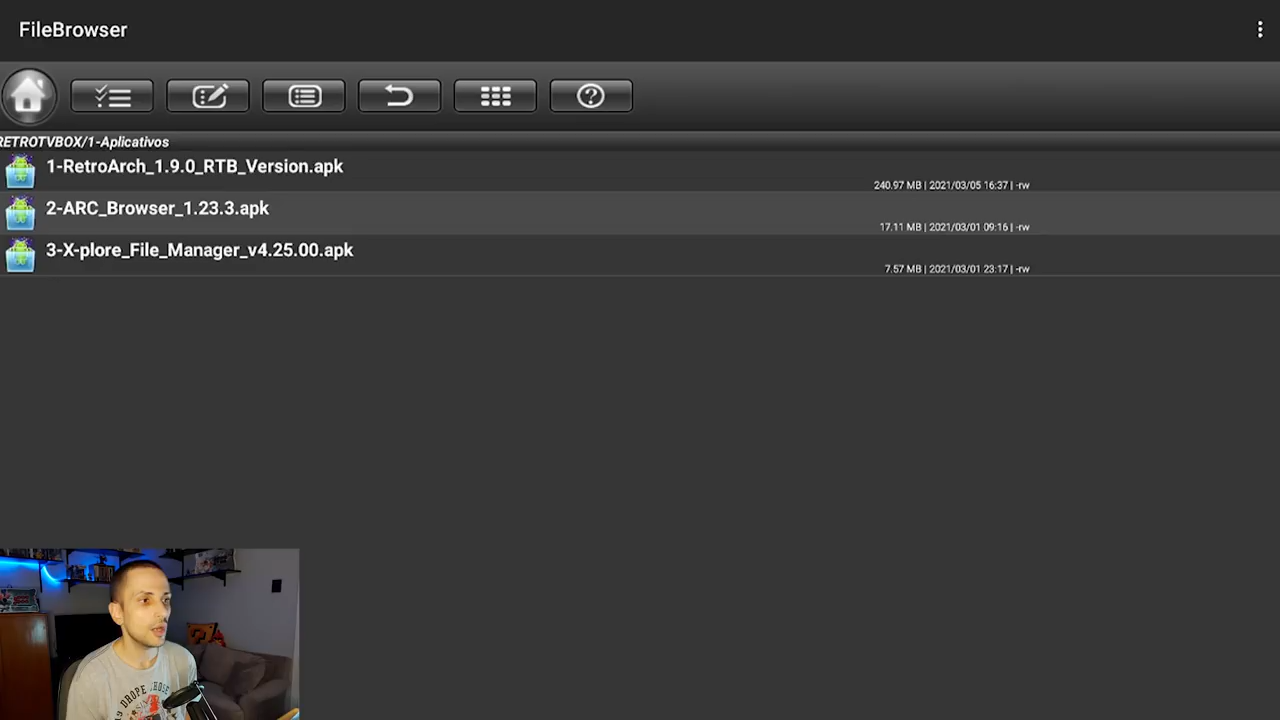 FileBrowser
RETROTVBOX/1-Aplicativos
1-RetroArch_1.9.0_RTB_Version.apk
240.97 MB | 2021/03/05 16:37 | -rw
2-ARC_Browser_1.23.3.apk
17.11 MB | 2021/03/01 09:16 | -rw
3-X-plore_File_Manager_v4.25.00.apk
7.57 MB | 2021/03/01 23:17 | -rw
DROPE